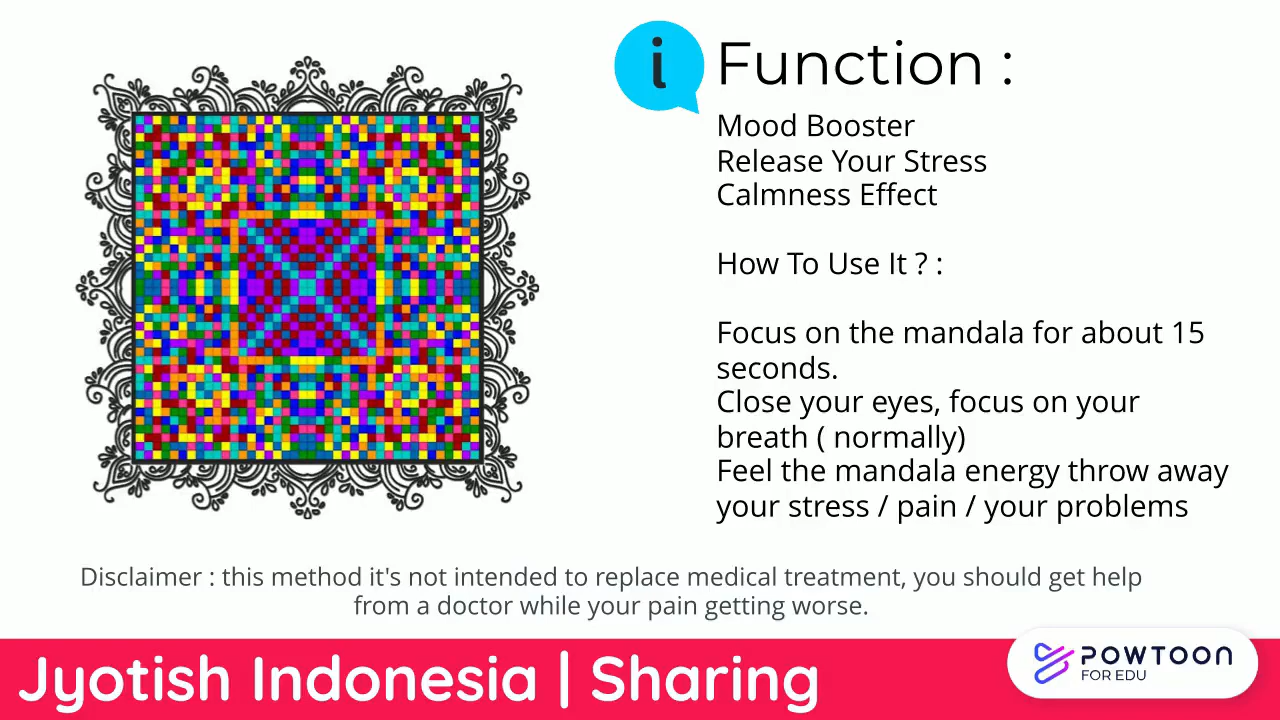 i
Function :
Mood Booster
Release Your Stress
Calmness Effect
How To Use It ? :
Focus on the mandala for about 15
seconds.
Close your eyes, focus on your
breath ( normally)
Feel the mandala energy throw away
your stress / pain / your problems
Disclaimer : this method it's not intended to replace medical treatment, you should get help
from a doctor while your pain getting worse.
Jyotish Indonesia | Sharing
POWTOON
FOR EDU